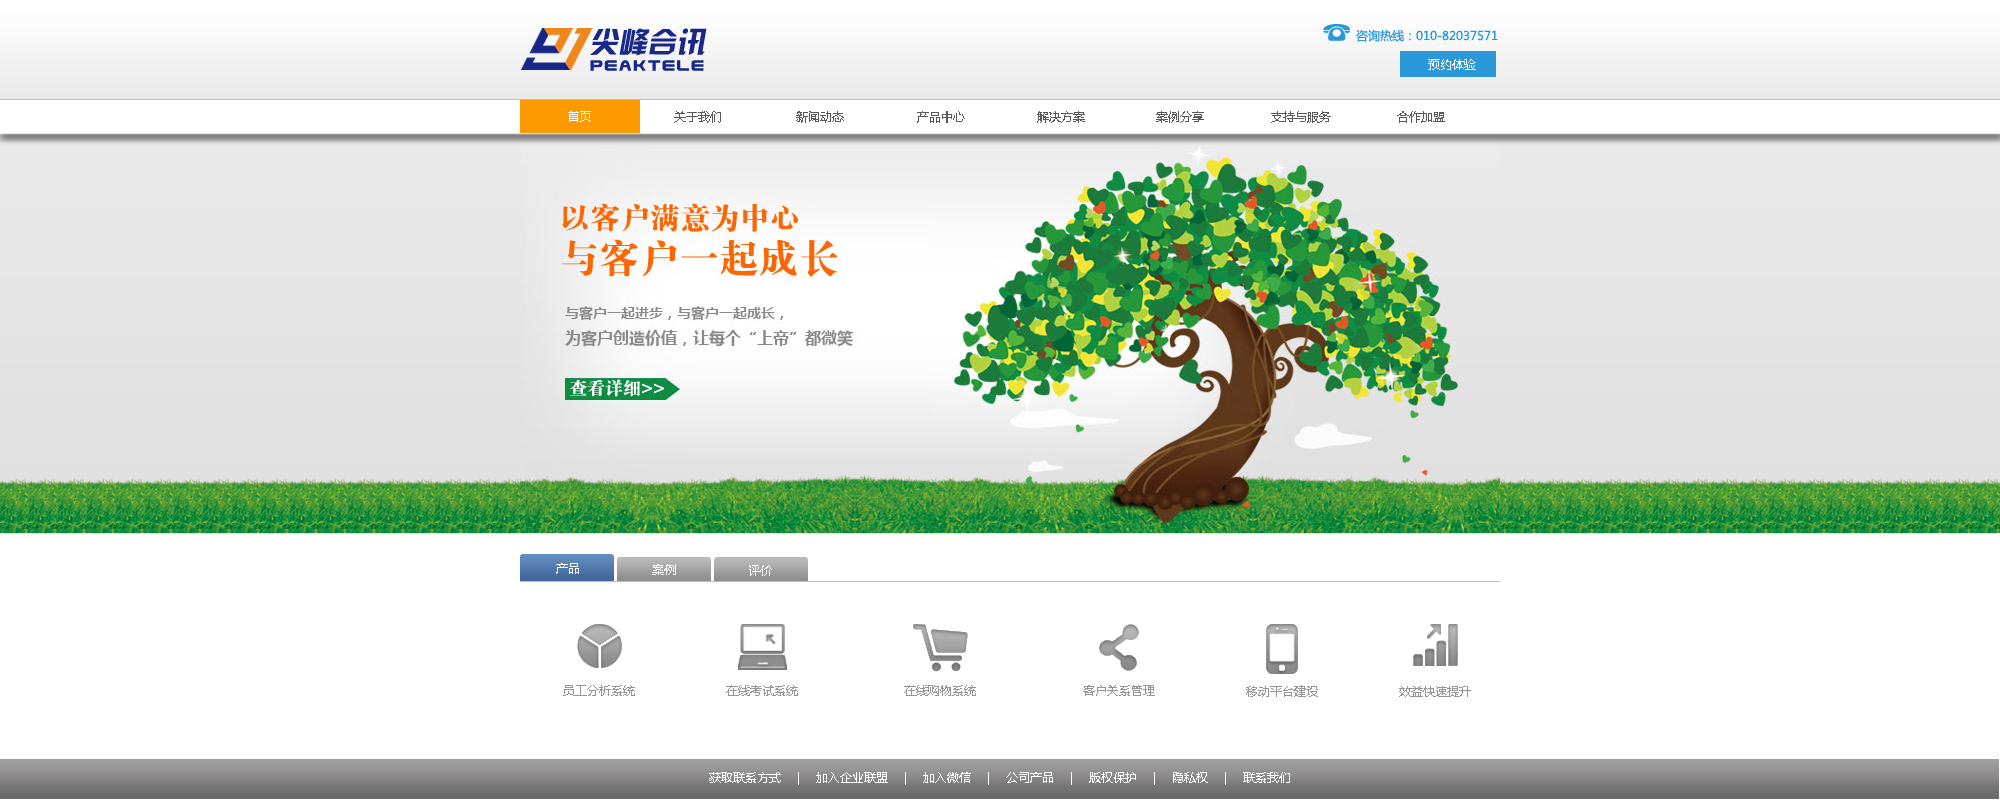 尖峰合讯
PEAKTELE
咨询热线：010-82037571
预约体验
首页 关于我们 新闻动态 产品中心 解决方案 案例分享 支持与服务 合作加盟
以客户满意为中心
与客户一起成长
与客户一起进步，与客户一起成长，
为客户创造价值，让每个“上帝”都微笑
查看详细>>
产品 案例 评价
员工分析系统 在线考试系统 在线购物系统 客户关系管理 移动平台建设 效益快速提升
获取联系方式 | 加入企业联盟 | 加入微信 | 公司产品 | 版权保护 | 隐私权 | 联系我们